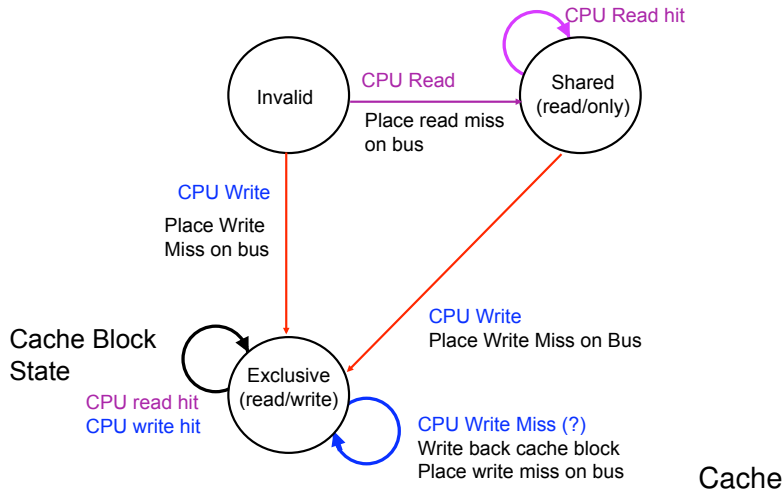 CPU Read hit
Invalid
CPU Read
Shared
(read/only)
Place read miss
on bus
CPU Write
Place Write
Miss on bus
CPU Write
Place Write Miss on Bus
Cache Block
State
Exclusive
(read/write)
CPU read hit
CPU write hit
CPU Write Miss (?)
Write back cache block
Place write miss on bus
Cache